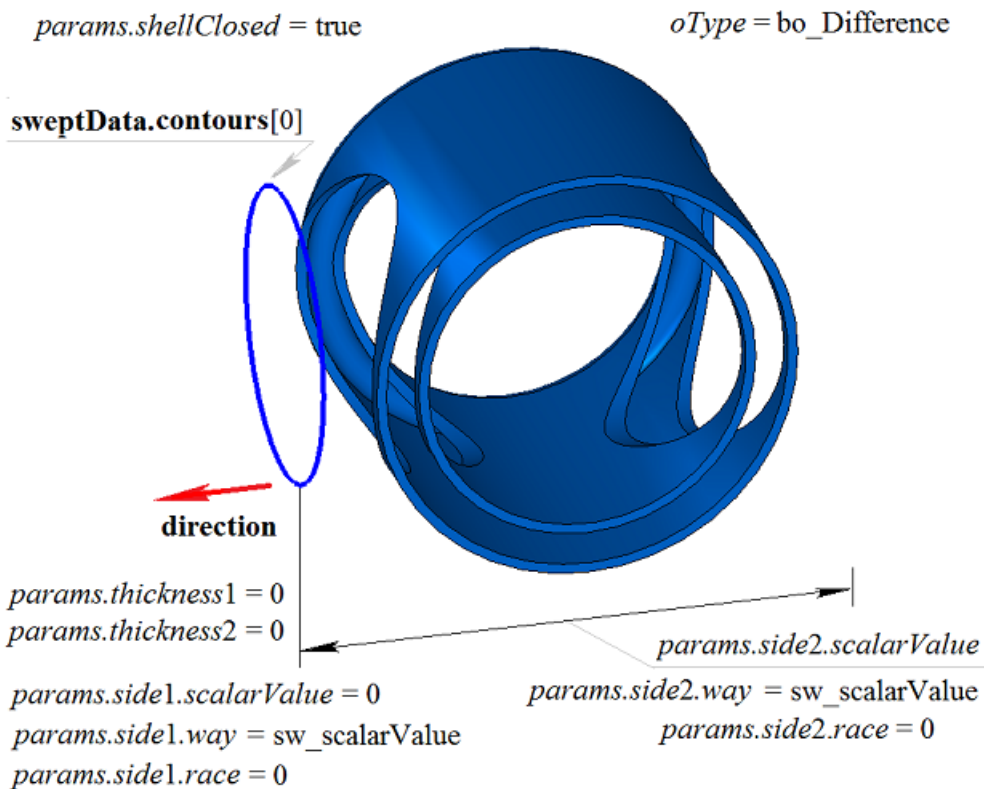 params.shellClosed = true
oType = bo_Difference
sweptData.contours[0]
direction
params.thickness1 = 0
params.thickness2 = 0
params.side2.scalarValue
params.side1.scalarValue = 0
params.side2.way = sw_scalarValue
params.side1.way = sw_scalarValue
params.side2.race = 0
params.side1.race = 0